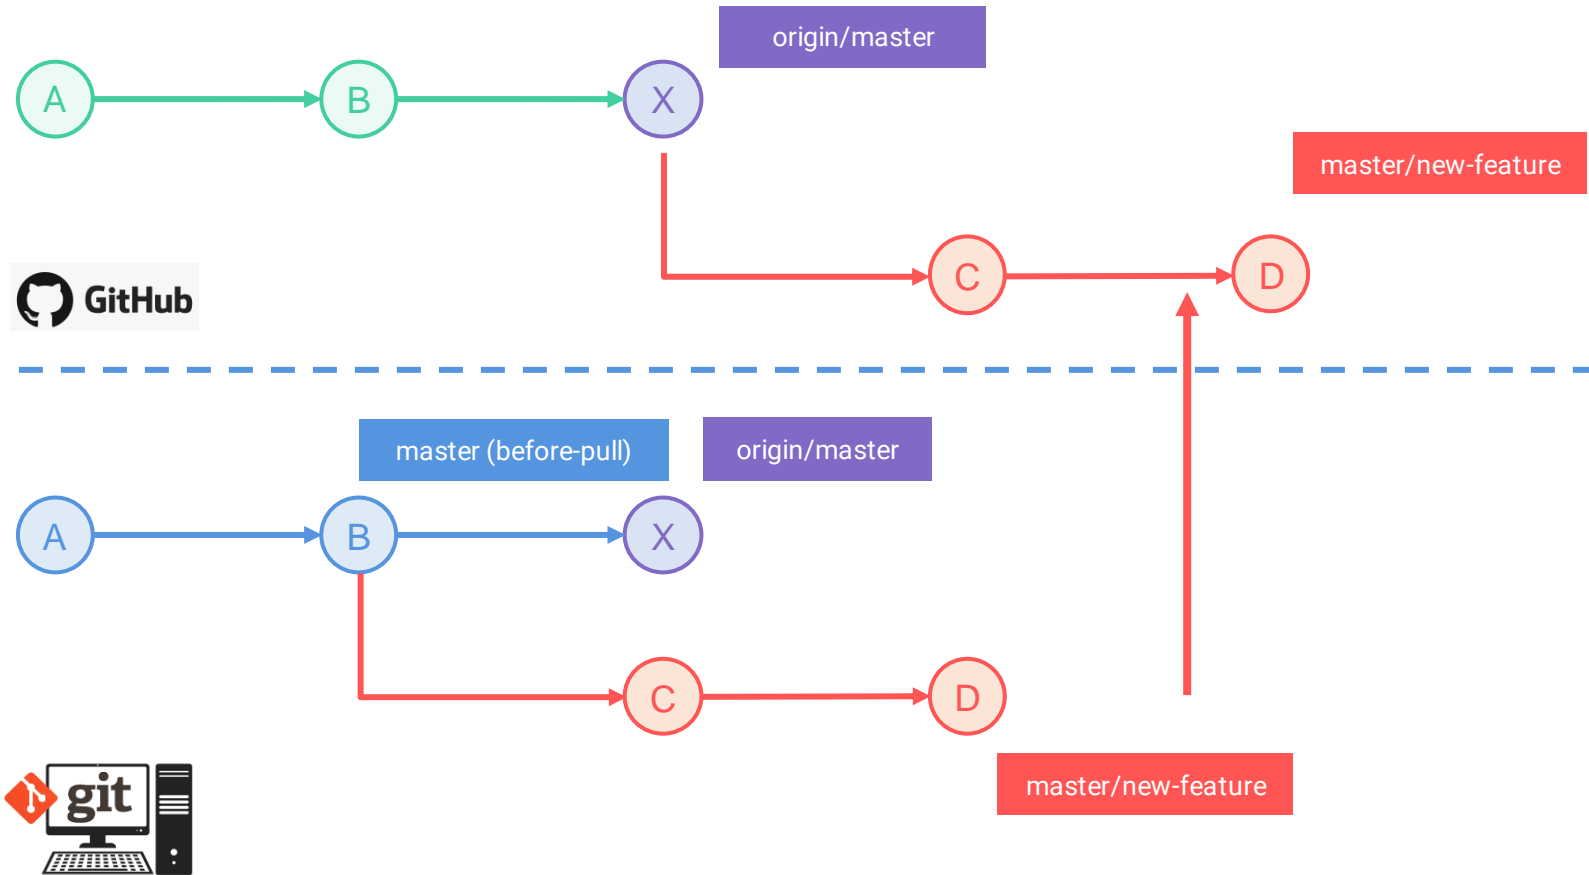 origin/master
A
B
X
master/new-feature
C
D
GitHub
master (before-pull)
origin/master
A
B
X
C
D
master/new-feature
git